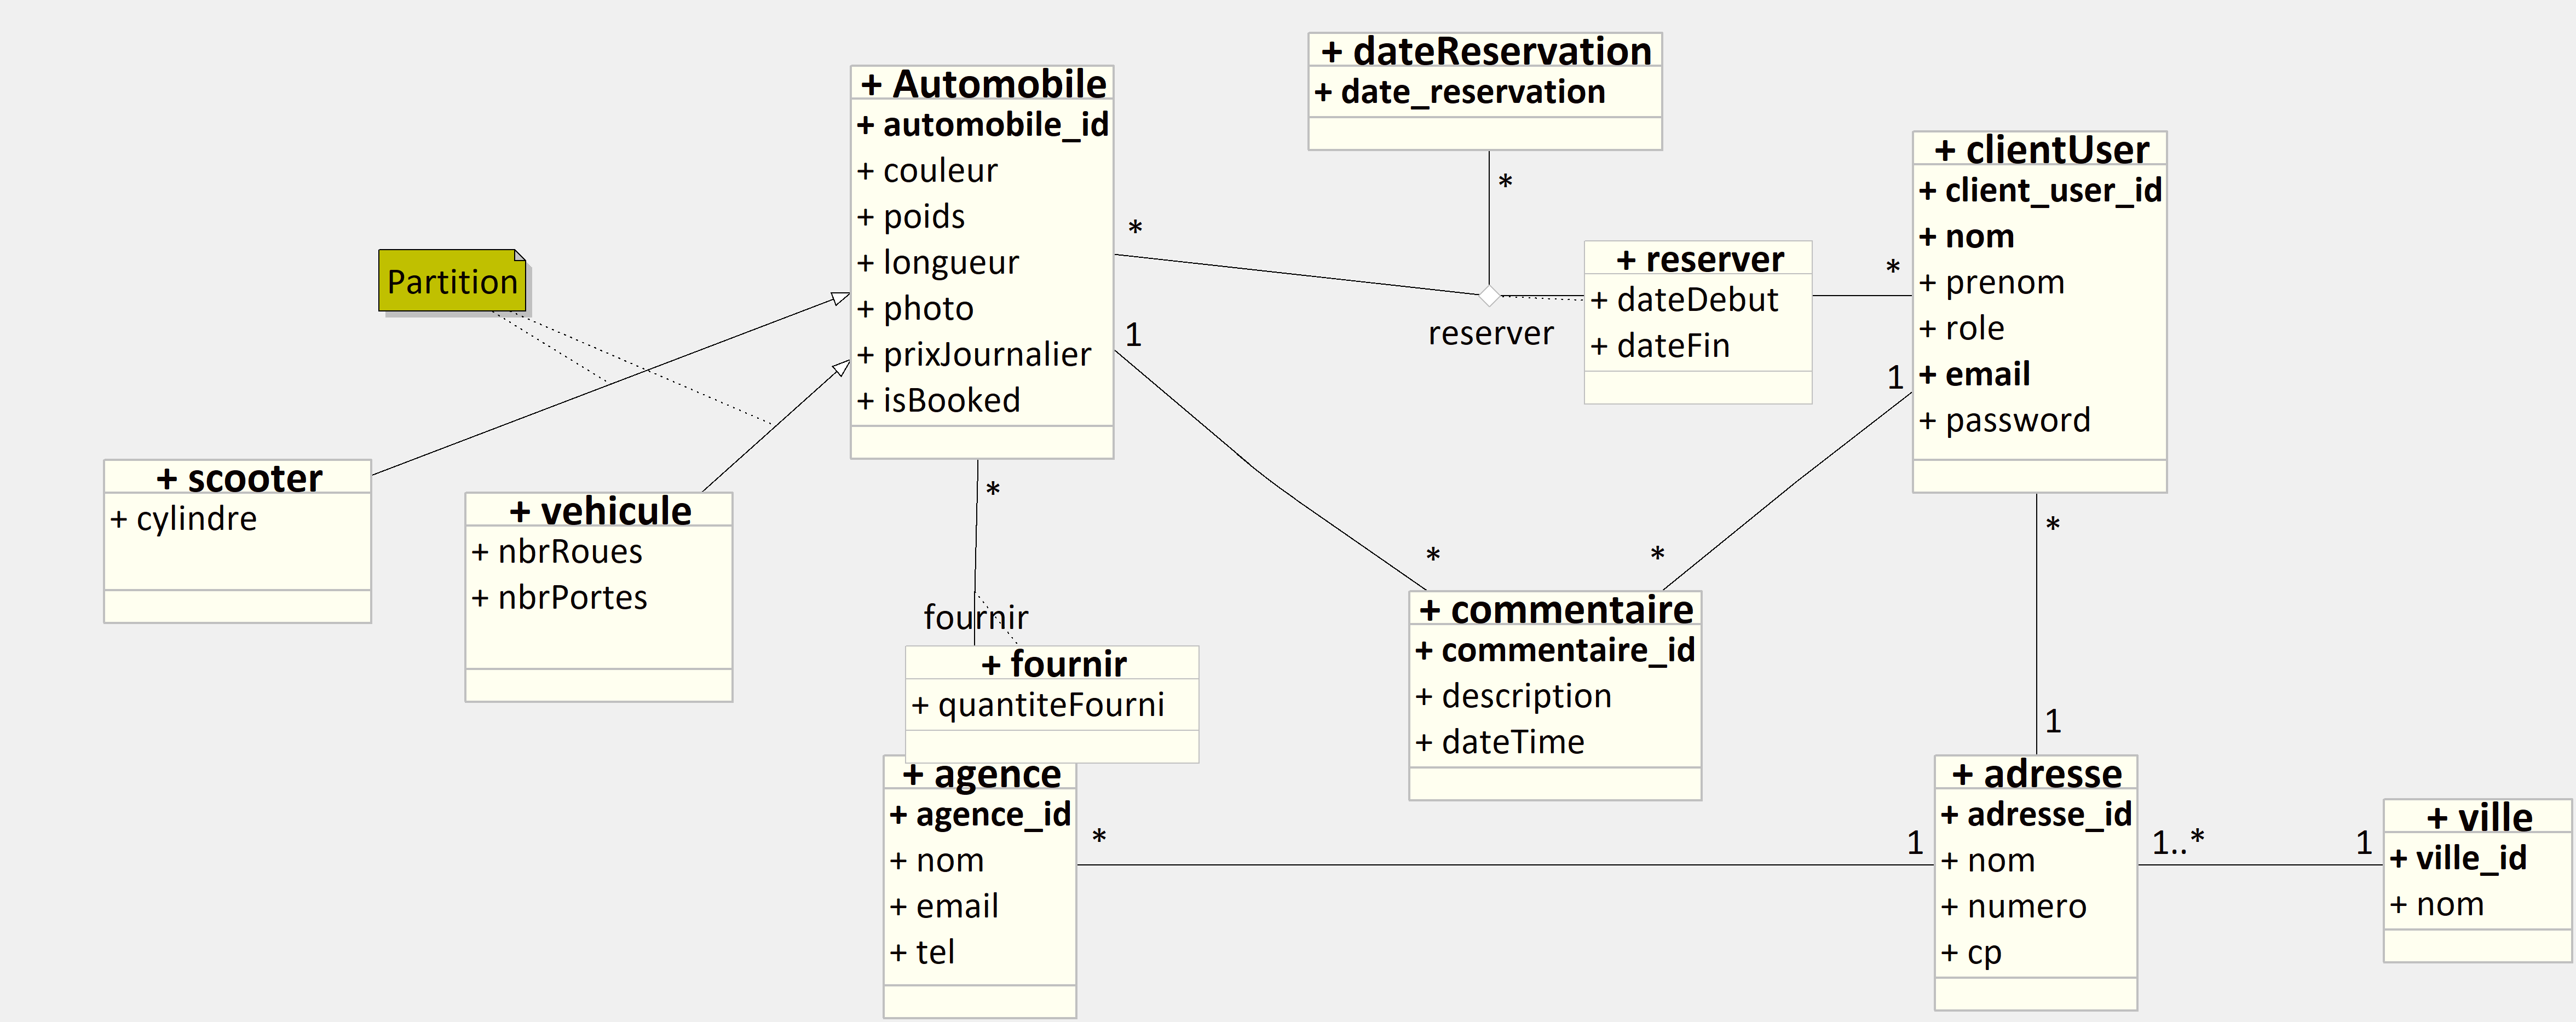 + dateReservation
+ date_reservation
*
+ Automobile
+ automobile_id
+ couleur
+ poids
+ longueur
+ photo
+ prixJournalier
+ isBooked
*
1
*
+ clientUser
+ client_user_id
+ nom
+ prenom
+ role
+ email
+ password
*
1
*
+ reserver
+ dateDebut
+ dateFin
reserver
Partition
+ scooter
+ cylindre
+ vehicule
+ nbrRoues
+ nbrPortes
fournir
+ fournir
+ quantiteFourni
*
*
+ commentaire
+ commentaire_id
+ description
+ dateTime
1
+ agence
+ agence_id
+ nom
+ email
+ tel
*
1
+ adresse
+ adresse_id
+ nom
+ numero
+ cp
1..*
1
+ ville
+ ville_id
+ nom